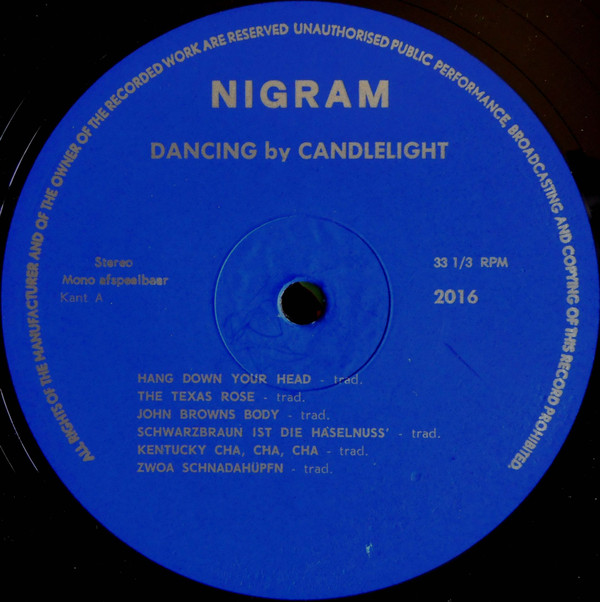 ALL RIGHTS OF THE MANUFACTURER AND OF THE OWNER OF THE RECORDED WORK ARE RESERVED UNAUTHORISED PUBLIC PERFORMANCE, BROADCASTING AND COPYING OF THIS RECORD PROHIBITED.
NIGRAM
DANCING by CANDLELIGHT
Stereo
Mono afspeelbaar
Kant A
33 1/3 RPM
2016
HANG DOWN YOUR HEAD - trad.
THE TEXAS ROSE - trad.
JOHN BROWNS BODY - trad.
SCHWARZBRAUN IST DIE HASELNUSS' - trad.
KENTUCKY CHA, CHA, CHA - trad.
ZWOA SCHNADAHÜPFN - trad.